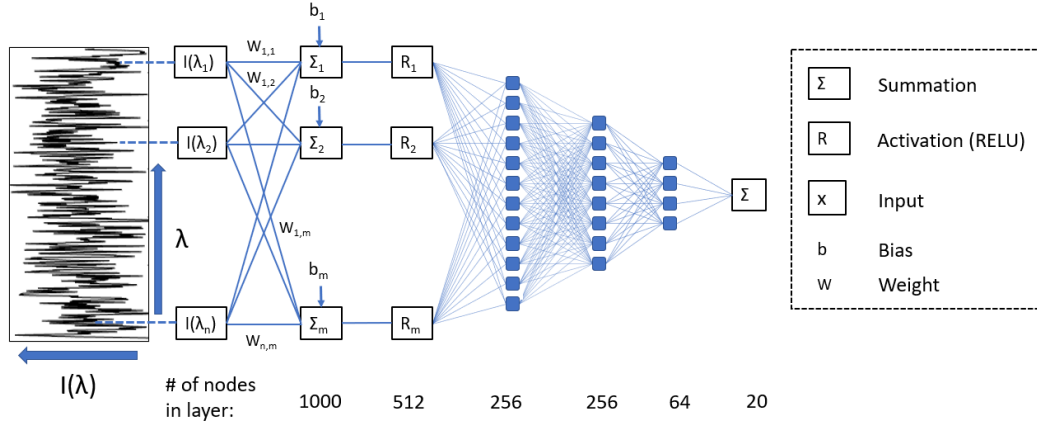 b1
W1,1
I(λ1)
Σ1
R1
W1,2
b2
I(λ2)
Σ2
R2
λ
W1,m
bm
I(λn)
Σm
Rm
Wn,m
Σ
I(λ)
# of nodes
in layer:
1000 512 256 256 64 20
Σ Summation
R Activation (RELU)
x Input
b Bias
W Weight